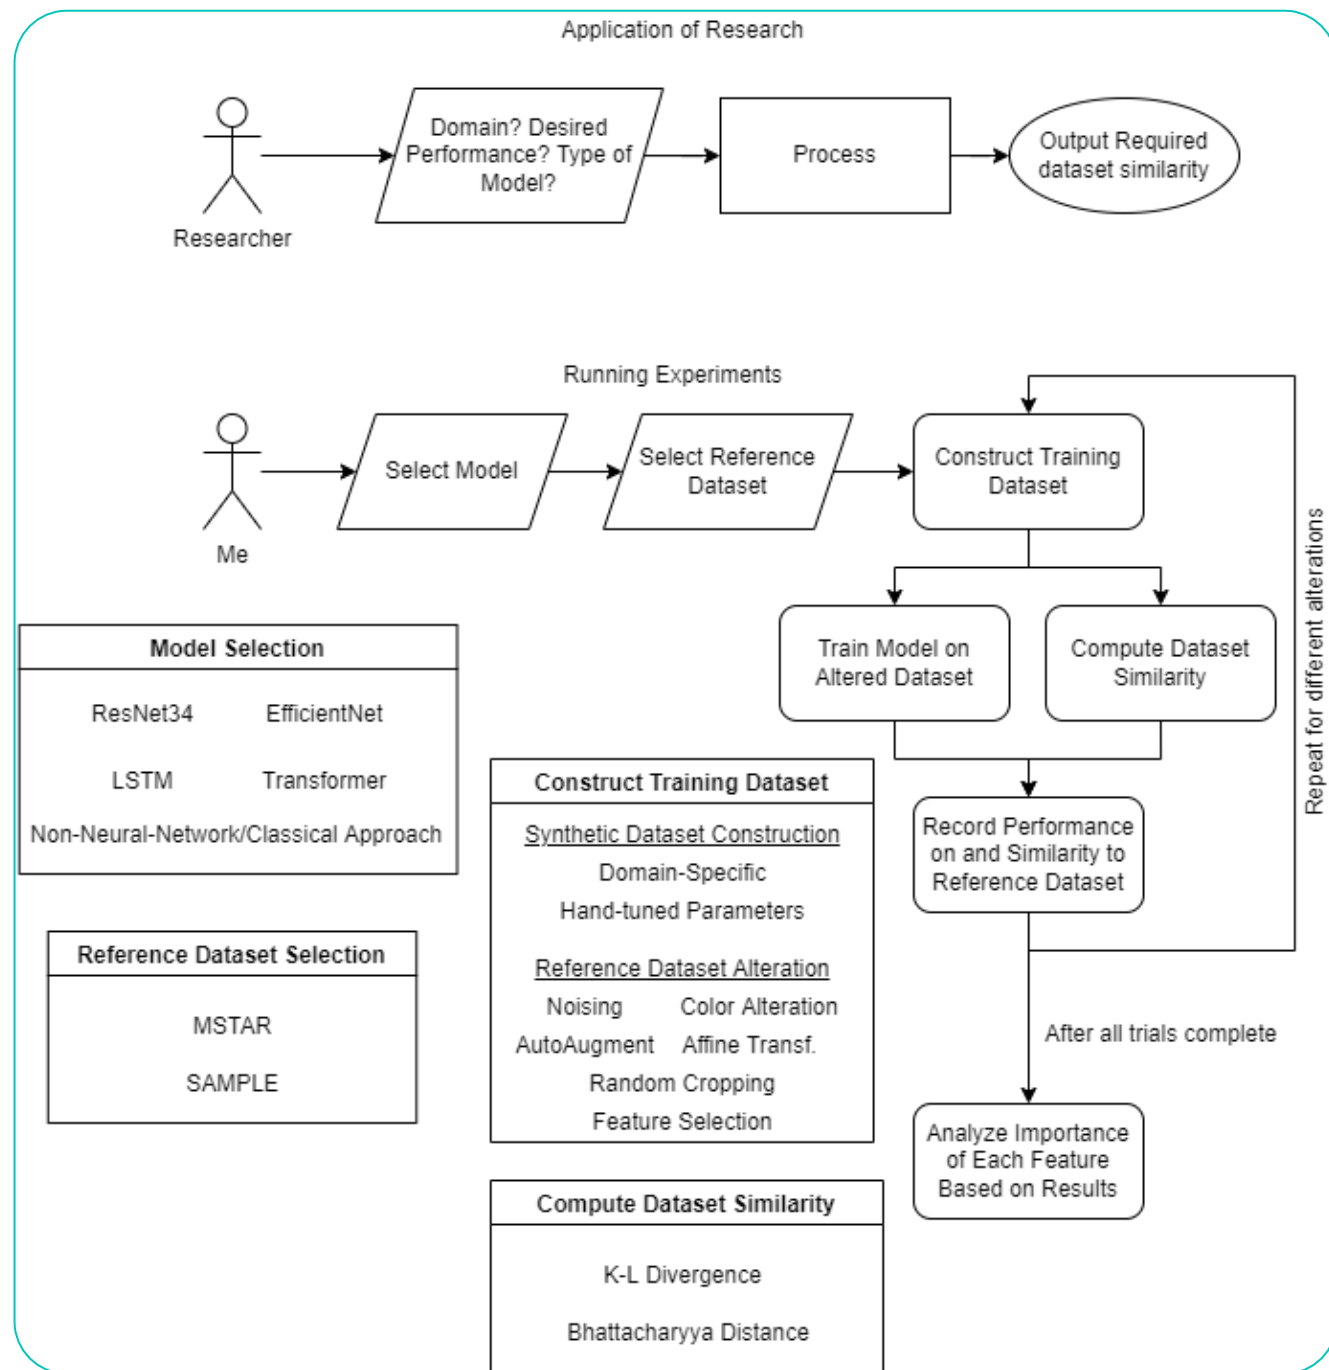 Application of Research
Domain? Desired
Performance? Type of
Model?
Process
Output Required
dataset similarity
Researcher
Running Experiments
Select Model
Select Reference
Dataset
Construct Training
Dataset
Me
Repeat for different alterations
Train Model on
Altered Dataset
Compute Dataset
Similarity
Record Performance
on and Similarity to
Reference Dataset
After all trials complete
Analyze Importance
of Each Feature
Based on Results
Model Selection
ResNet34 EfficientNet
LSTM Transformer
Non-Neural-Network/Classical Approach
Reference Dataset Selection
MSTAR
SAMPLE
Construct Training Dataset
Synthetic Dataset Construction
Domain-Specific
Hand-tuned Parameters
Reference Dataset Alteration
Noising Color Alteration
AutoAugment Affine Transf.
Random Cropping
Feature Selection
Compute Dataset Similarity
K-L Divergence
Bhattacharyya Distance